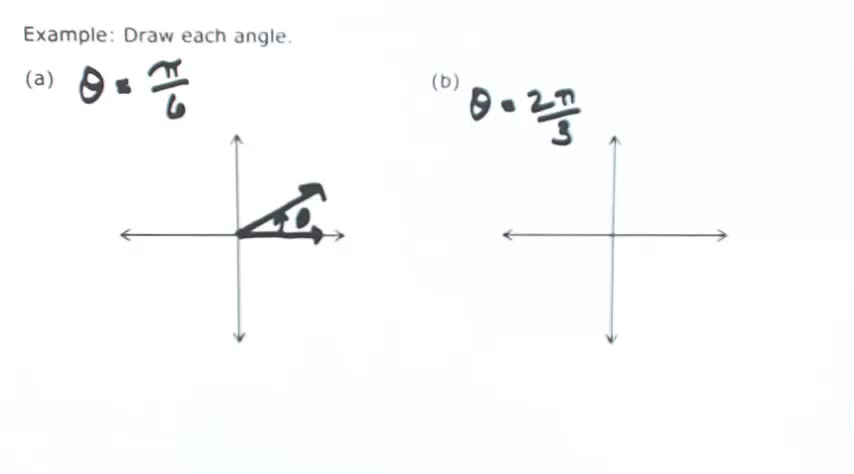 Example: Draw each angle.
(a) θ = π/6
(b) θ = 2π/3
θ